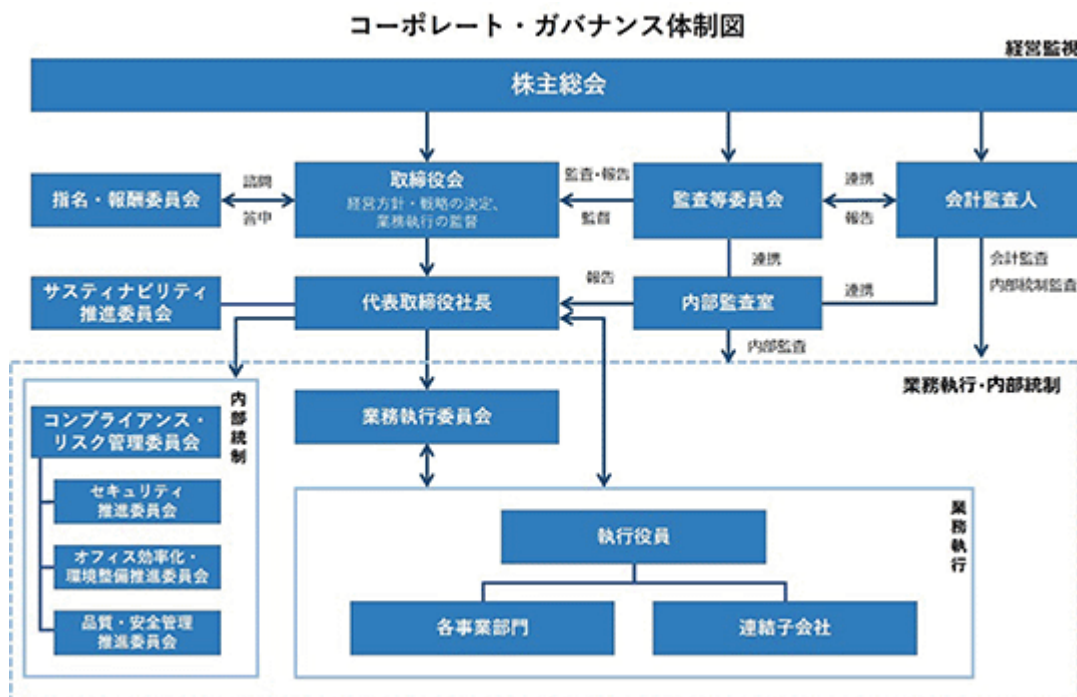 コーポレート・ガバナンス体制図
経営監視
株主総会
指名・報酬委員会
諮問
答申
取締役会
経営方針・戦略の決定、
業務執行の監督
監査・報告
監督
監査等委員会
連携
報告
会計監査人
サスティナビリティ
推進委員会
代表取締役社長
報告
連携
内部監査室
連携
会計監査
内部統制監査
内部監査
業務執行・内部統制
内部統制
コンプライアンス・
リスク管理委員会
セキュリティ
推進委員会
オフィス効率化・
環境整備推進委員会
品質・安全管理
推進委員会
業務執行委員会
業務執行
執行役員
各事業部門
連結子会社